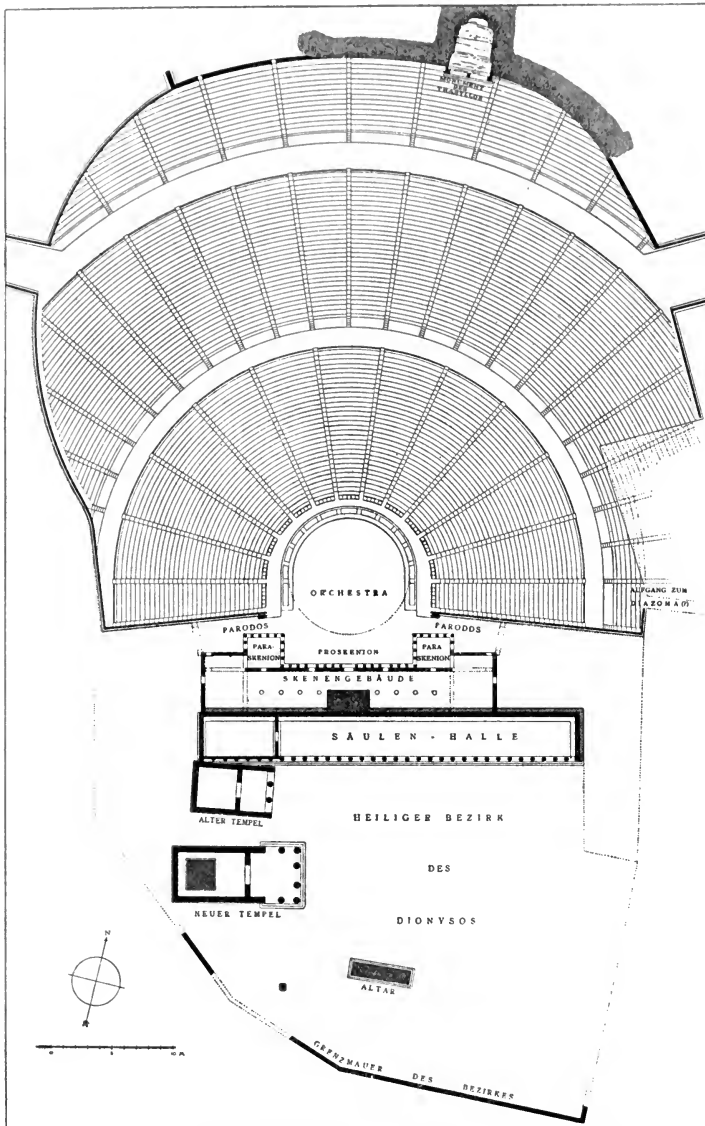 MONUMENT
DES
THRASYLLOS
ORCHESTRA
AUFGANG ZUM
DIAZOMA(?)
PARODOS
PARODOS
PARA-
SKENION
PROSKENION
PARA
SKENION
SKENENGEBÄUDE
SÄULEN - HALLE
ALTER TEMPEL
HEILIGER BEZIRK
DES
DIONYSOS
NEUER TEMPEL
N
ALTAR
GRENZMAUER DES BEZIRKES